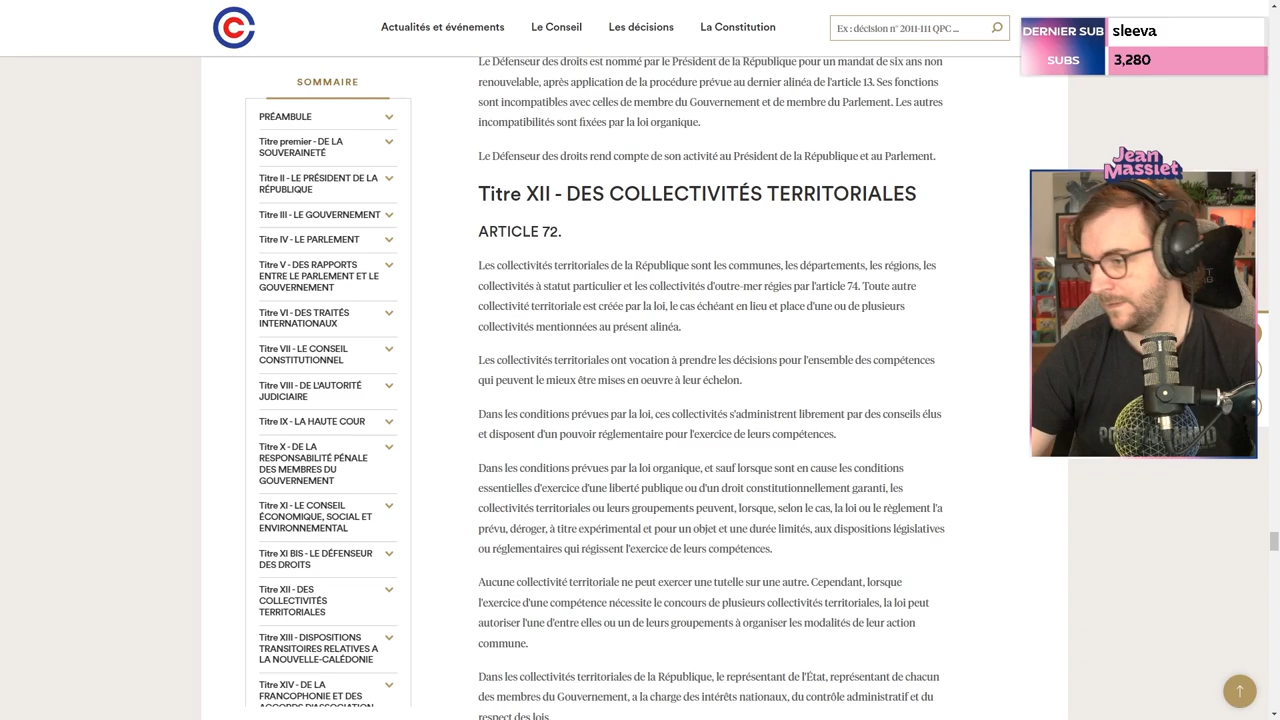 Actualités et événements
Le Conseil
Les décisions
La Constitution
Ex : décision n° 2011-111 QPC ...
DERNIER SUB
sleeva
SUBS
3,280
Jean
Massiet
SOMMAIRE
PRÉAMBULE
Titre premier - DE LA
SOUVERAINETÉ
Titre II - LE PRÉSIDENT DE LA
RÉPUBLIQUE
Titre III - LE GOUVERNEMENT
Titre IV - LE PARLEMENT
Titre V - DES RAPPORTS
ENTRE LE PARLEMENT ET LE
GOUVERNEMENT
Titre VI - DES TRAITÉS
INTERNATIONAUX
Titre VII - LE CONSEIL
CONSTITUTIONNEL
Titre VIII - DE L'AUTORITÉ
JUDICIAIRE
Titre IX - LA HAUTE COUR
Titre X - DE LA
RESPONSABILITÉ PÉNALE
DES MEMBRES DU
GOUVERNEMENT
Titre XI - LE CONSEIL
ÉCONOMIQUE, SOCIAL ET
ENVIRONNEMENTAL
Titre XI BIS - LE DÉFENSEUR
DES DROITS
Titre XII - DES
COLLECTIVITÉS
TERRITORIALES
Titre XIII - DISPOSITIONS
TRANSITOIRES RELATIVES A
LA NOUVELLE-CALÉDONIE
Titre XIV - DE LA
FRANCOPHONIE ET DES
ACCORDS D'ASSOCIATION
Le Défenseur des droits est nommé par le Président de la République pour un mandat de six ans non
renouvelable, après application de la procédure prévue au dernier alinéa de l'article 13. Ses fonctions
sont incompatibles avec celles de membre du Gouvernement et de membre du Parlement. Les autres
incompatibilités sont fixées par la loi organique.
Le Défenseur des droits rend compte de son activité au Président de la République et au Parlement.
Titre XII - DES COLLECTIVITÉS TERRITORIALES
ARTICLE 72.
Les collectivités territoriales de la République sont les communes, les départements, les régions, les
collectivités à statut particulier et les collectivités d'outre-mer régies par l'article 74. Toute autre
collectivité territoriale est créée par la loi, le cas échéant en lieu et place d'une ou de plusieurs
collectivités mentionnées au présent alinéa.
Les collectivités territoriales ont vocation à prendre les décisions pour l'ensemble des compétences
qui peuvent le mieux être mises en oeuvre à leur échelon.
Dans les conditions prévues par la loi, ces collectivités s'administrent librement par des conseils élus
et disposent d'un pouvoir réglementaire pour l'exercice de leurs compétences.
Dans les conditions prévues par la loi organique, et sauf lorsque sont en cause les conditions
essentielles d'exercice d'une liberté publique ou d'un droit constitutionnellement garanti, les
collectivités territoriales ou leurs groupements peuvent, lorsque, selon le cas, la loi ou le règlement l'a
prévu, déroger, à titre expérimental et pour un objet et une durée limités, aux dispositions législatives
ou réglementaires qui régissent l'exercice de leurs compétences.
Aucune collectivité territoriale ne peut exercer une tutelle sur une autre. Cependant, lorsque
l'exercice d'une compétence nécessite le concours de plusieurs collectivités territoriales, la loi peut
autoriser l'une d'entre elles ou un de leurs groupements à organiser les modalités de leur action
commune.
Dans les collectivités territoriales de la République, le représentant de l'État, représentant de chacun
des membres du Gouvernement, a la charge des intérêts nationaux, du contrôle administratif et du
respect des lois.